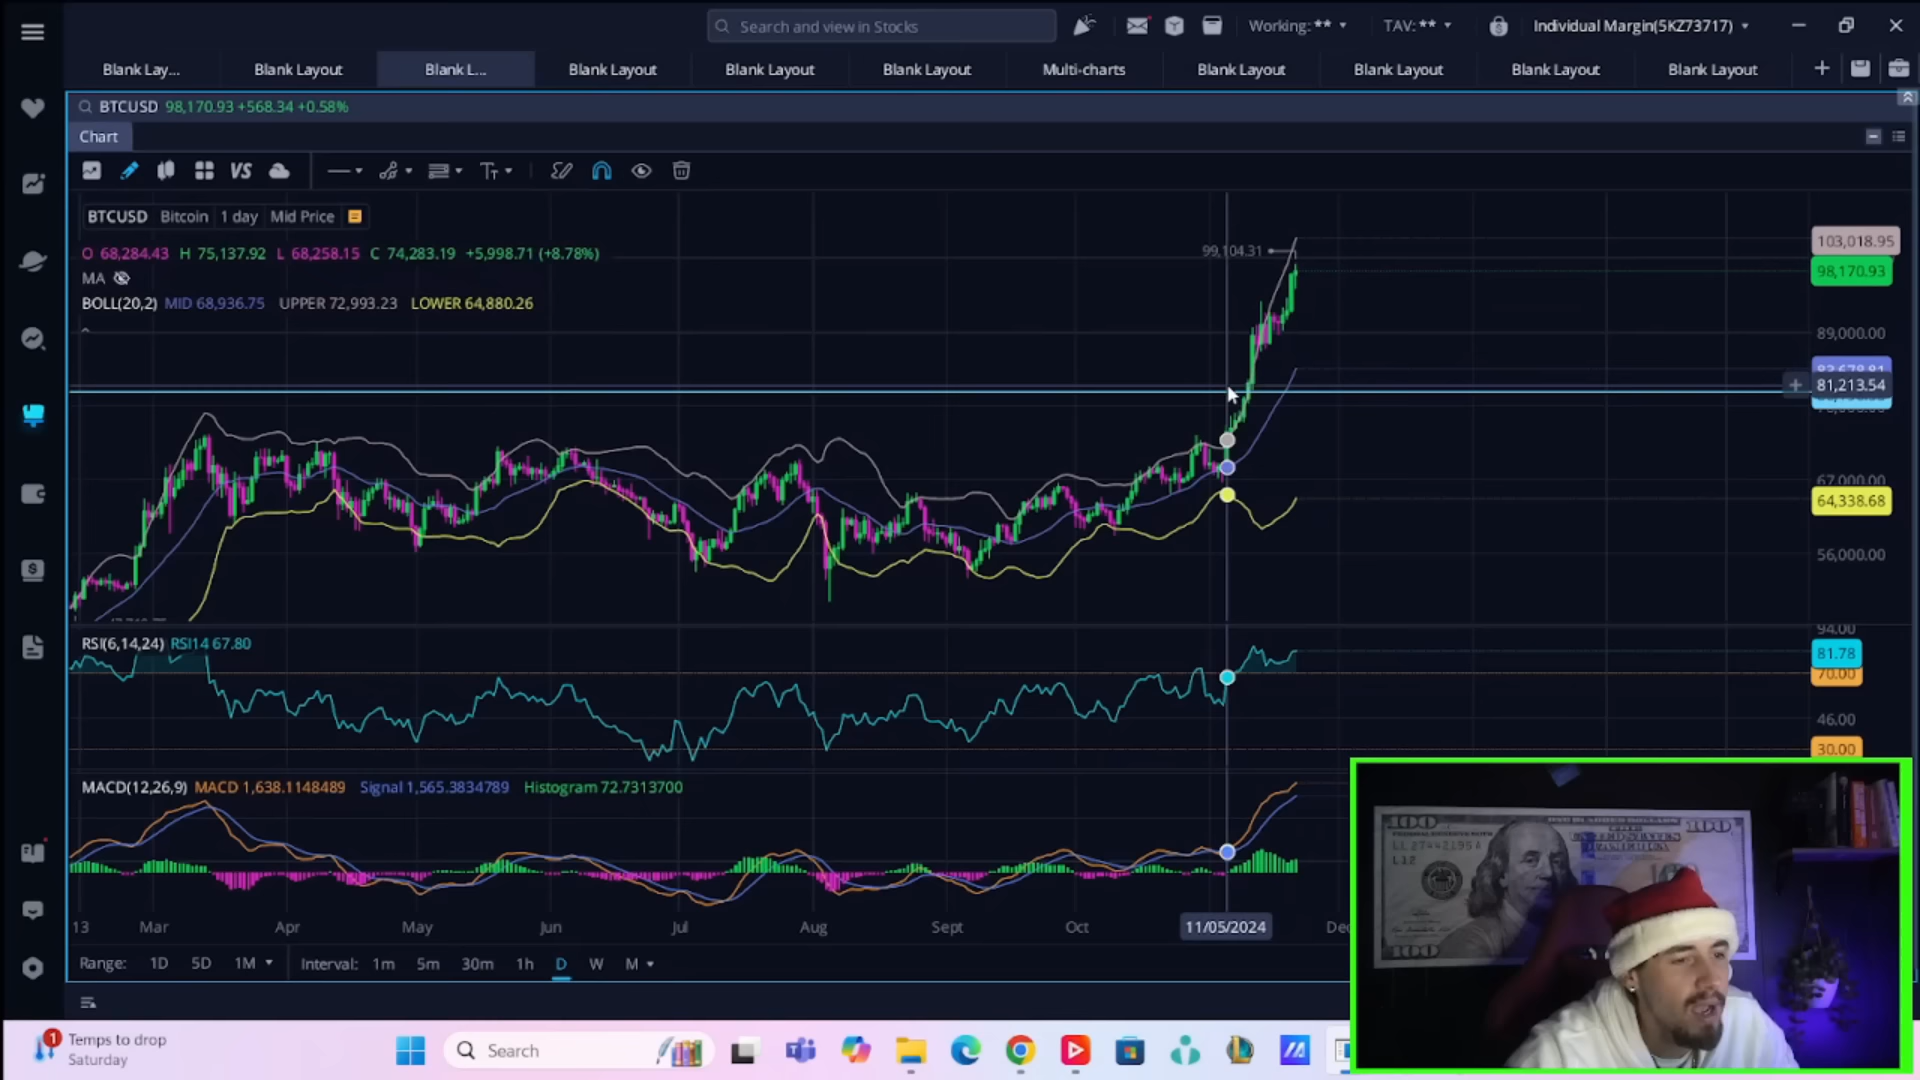 Search and view in Stocks
Working: **
TAV: **
Individual Margin(5KZ73717)
Blank Lay...
Blank Layout
Blank L...
Blank Layout
Blank Layout
Blank Layout
Multi-charts
Blank Layout
Blank Layout
Blank Layout
Blank Layout
BTCUSD 98,170.93 +568.34 +0.58%
Chart
VS
BTCUSD Bitcoin 1 day Mid Price
O 68,284.43 H 75,137.92 L 68,258.15 C 74,283.19 +5,998.71 (+8.78%)
MA
BOLL(20,2) MID 68,936.75 UPPER 72,993.23 LOWER 64,880.26
99,104.31
103,018.95
98,170.93
89,000.00
81,213.54
67,000.00
64,338.68
56,000.00
RSI(6,14,24) RSI14 67.80
94.00
81.78
70.00
46.00
30.00
MACD(12,26,9) MACD 1,638.1148489 Signal 1,565.3834789 Histogram 72.7313700
13 Mar Apr May Jun Jul Aug Sept Oct 11/05/2024 Dec
Range: 1D 5D 1M Interval: 1m 5m 30m 1h D W M
100 100
LL 27442195A
L12
100 100
1
Temps to drop
Saturday
Search